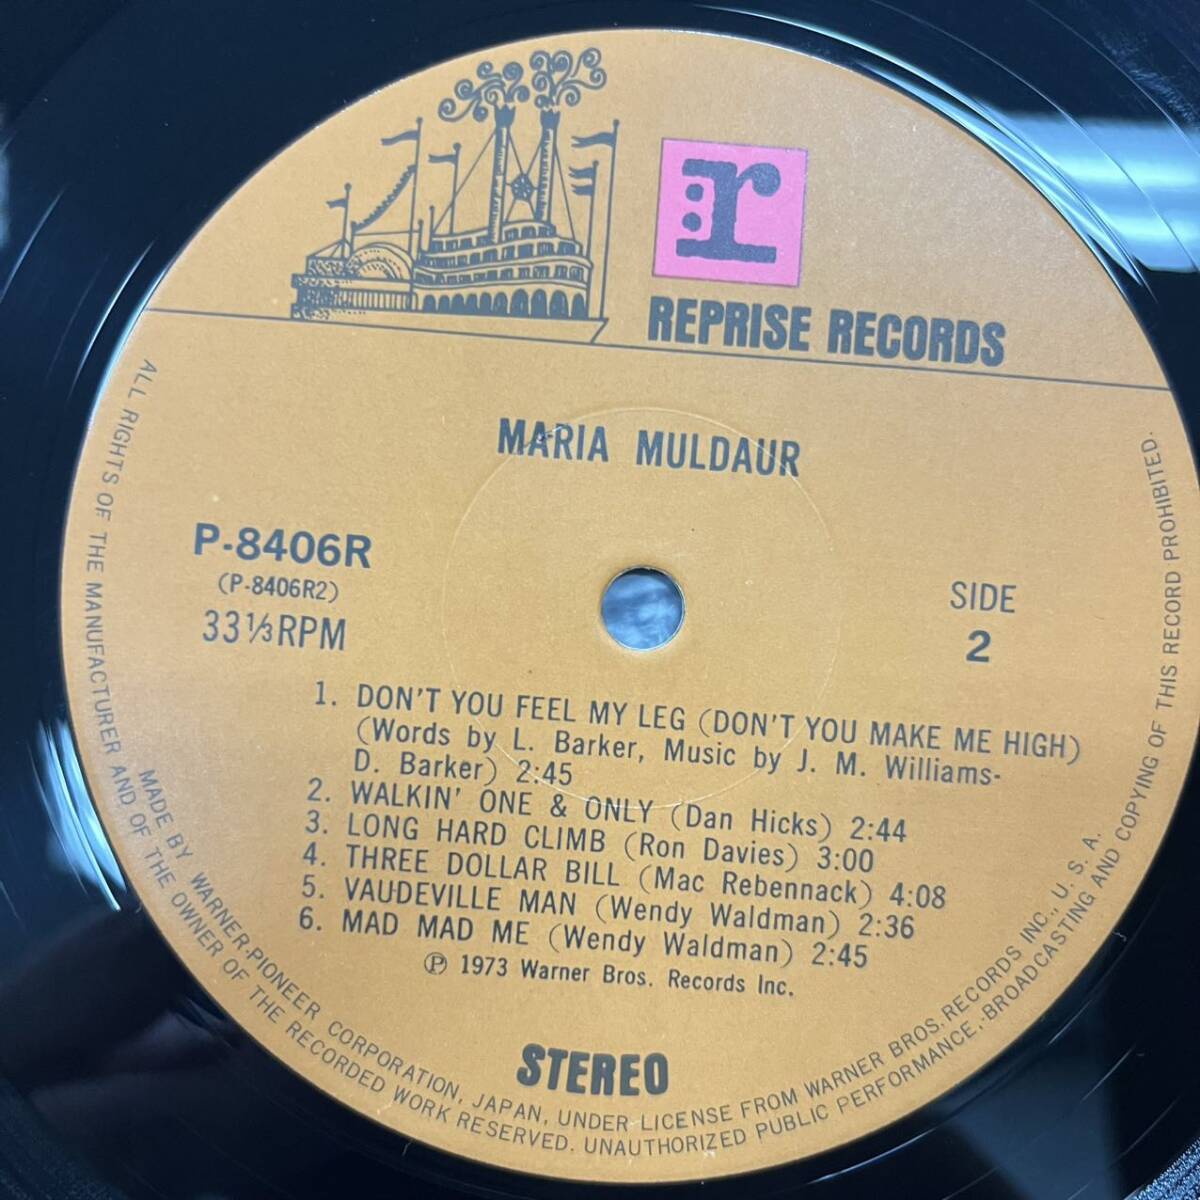 r
REPRISE RECORDS
MARIA MULDAUR
P-8406R
(P-8406R2)
33⅓RPM
SIDE
2
1. DON'T YOU FEEL MY LEG (DON'T YOU MAKE ME HIGH)
(Words by L. Barker, Music by J. M. Williams-
D. Barker) 2:45
2. WALKIN' ONE & ONLY (Dan Hicks) 2:44
3. LONG HARD CLIMB (Ron Davies) 3:00
4. THREE DOLLAR BILL (Mac Rebennack) 4:08
5. VAUDEVILLE MAN (Wendy Waldman) 2:36
6. MAD MAD ME (Wendy Waldman) 2:45
℗ 1973 Warner Bros. Records Inc.
STEREO
MADE BY WARNER-PIONEER CORPORATION, JAPAN, UNDER LICENSE FROM WARNER BROS. RECORDS INC., U. S. A.
ALL RIGHTS OF THE MANUFACTURER AND OF THE OWNER OF THE RECORDED WORK RESERVED. UNAUTHORIZED PUBLIC PERFORMANCE, BROADCASTING AND COPYING OF THIS RECORD PROHIBITED.